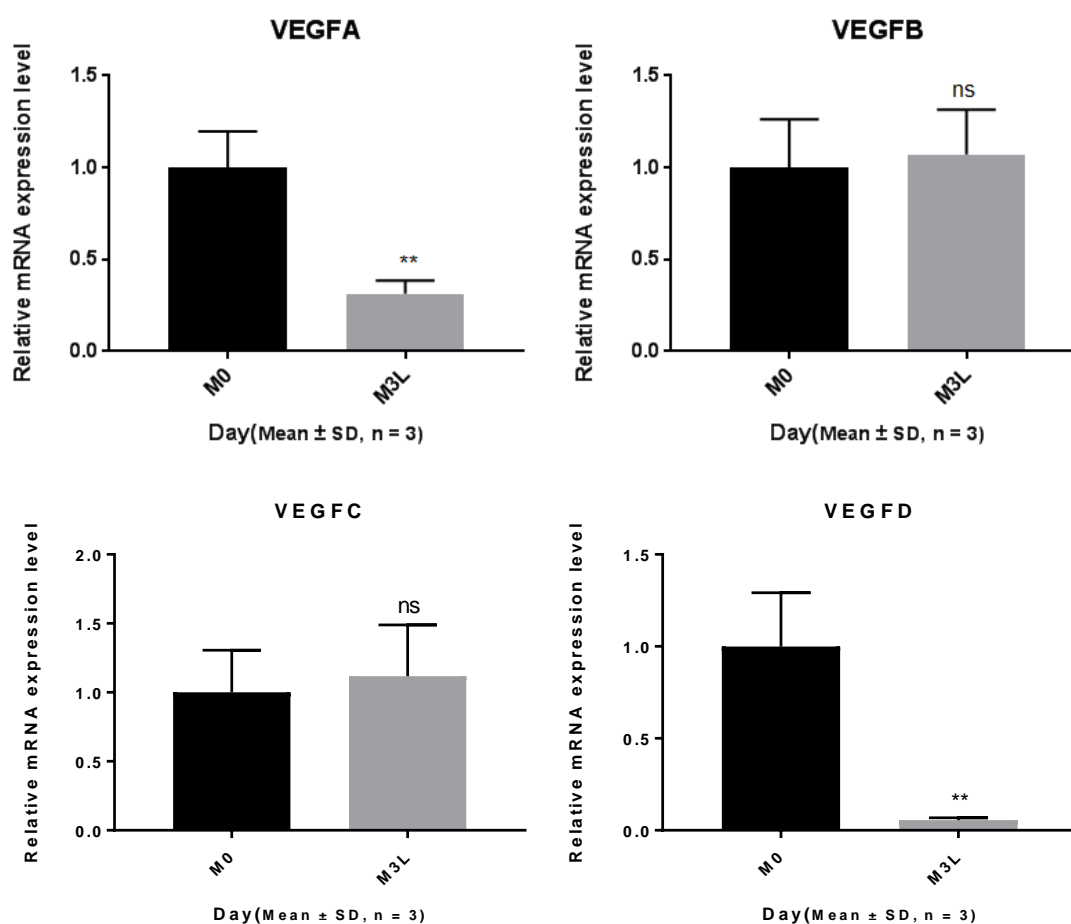 VEGFA
Relative mRNA expression level
1.5
1.0
0.5
0.0
**
M0
M3L
Day(Mean ± SD, n = 3)
VEGFB
Relative mRNA expression level
1.5
1.0
0.5
0.0
ns
M0
M3L
Day(Mean ± SD, n = 3)
VEGFC
Relative mRNA expression level
2.0
1.5
1.0
0.5
0.0
ns
M0
M3L
Day(Mean ± SD, n = 3)
VEGFD
Relative mRNA expression level
1.5
1.0
0.5
0.0
**
M0
M3L
Day(Mean ± SD, n = 3)